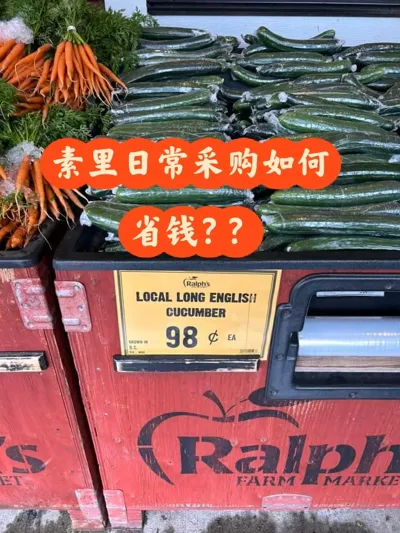 素里日常采购如何
省钱？？
Ralph's
LOCAL LONG ENGLISH
CUCUMBER
GROWN IN
B.C.
98 ¢ EA
's
Ralph's
KET
FARM MARKET